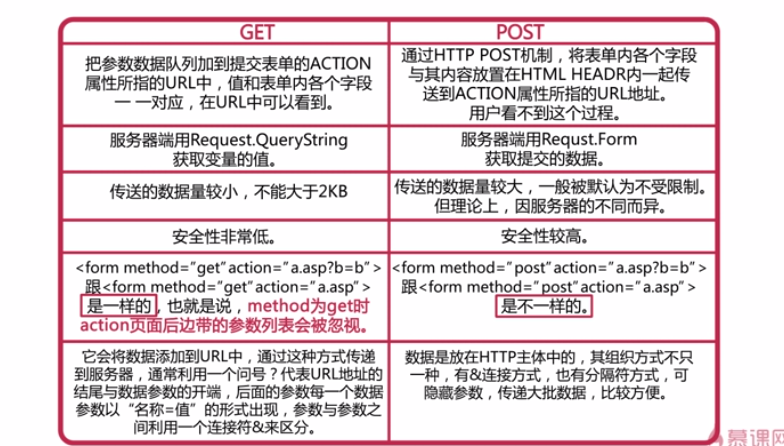 GET
POST
把参数数据队列加到提交表单的ACTION
属性所指的URL中，值和表单内各个字段
一 一对应，在URL中可以看到。
通过HTTP POST机制，将表单内各个字段
与其内容放置在HTML HEADR内一起传
送到ACTION属性所指的URL地址。
用户看不到这个过程。
服务器端用Request.QueryString
获取变量的值。
服务器端用Requst.Form
获取提交的数据。
传送的数据量较小，不能大于2KB
传送的数据量较大，一般被默认为不受限制。
但理论上，因服务器的不同而异。
安全性非常低。
安全性较高。
<form method="get"action="a.asp?b=b">
跟<form method="get"action="a.asp">
是一样的，也就是说，method为get时
action页面后边带的参数列表会被忽视。
<form method="post"action="a.asp?b=b">
跟<form method="post"action="a.asp">
是不一样的。
它会将数据添加到URL中，通过这种方式传递
到服务器，通常利用一个问号？代表URL地址的
结尾与数据参数的开端，后面的参数每一个数据
参数以“名称=值”的形式出现，参数与参数之
间利用一个连接符&来区分。
数据是放在HTTP主体中的，其组织方式不只
一种，有&连接方式，也有分隔符方式，可
隐藏参数，传递大批数据，比较方便。
慕课网